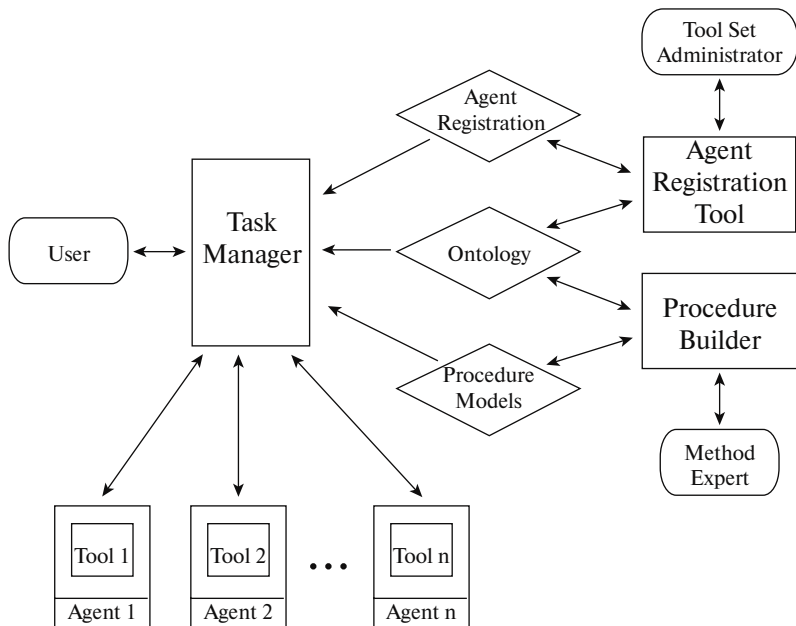 Tool Set
Administrator
Agent
Registration
Agent
Registration
Tool
Task
Manager
User
Ontology
Procedure
Builder
Procedure
Models
Method
Expert
Tool 1
Tool 2
• • •
Tool n
Agent 1
Agent 2
Agent n